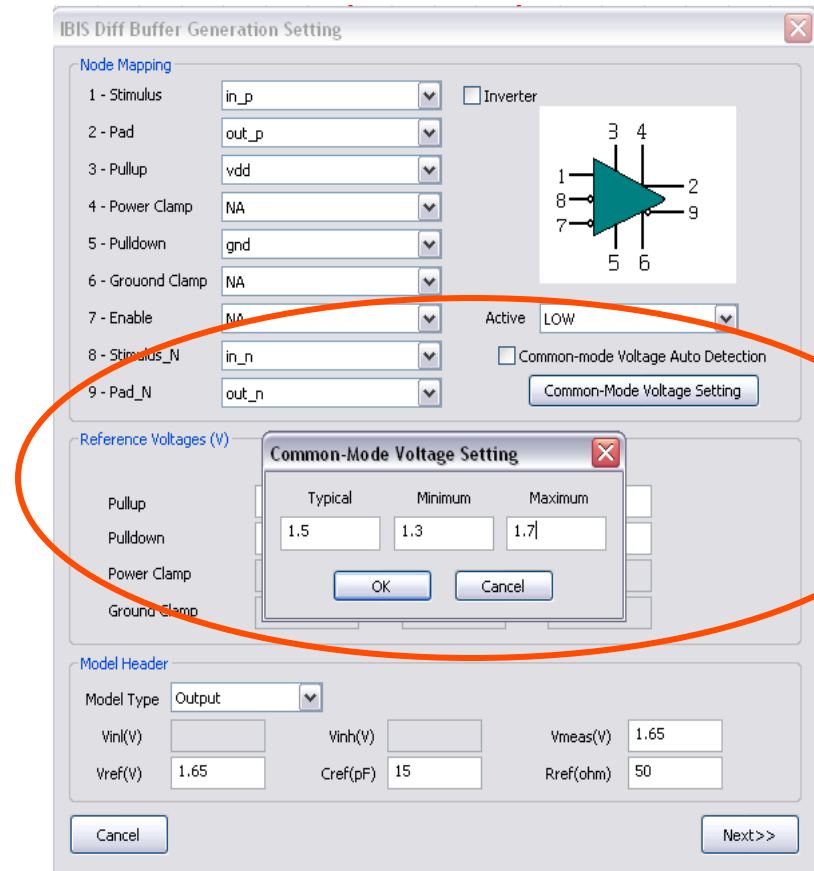 IBIS Diff Buffer Generation Setting
Node Mapping
1 - Stimulus in_p Inverter
2 - Pad out_p
3 - Pullup vdd
4 - Power Clamp NA
5 - Pulldown gnd
6 - Grouond Clamp NA
3 4
1 2
8 9
7
5 6
7 - Enable NA Active LOW
8 - Stimulus_N in_n Common-mode Voltage Auto Detection
9 - Pad_N out_n Common-Mode Voltage Setting
Reference Voltages (V)
Common-Mode Voltage Setting
Typical Minimum Maximum
1.5 1.3 1.7
OK Cancel
Pullup
Pulldown
Power Clamp
Ground Clamp
Model Header
Model Type Output
Vinl(V) Vinh(V) Vmeas(V) 1.65
Vref(V) 1.65 Cref(pF) 15 Rref(ohm) 50
Cancel Next>>